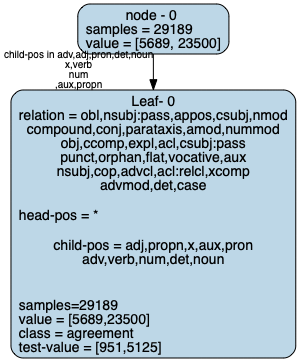 node - 0
samples = 29189
value = [5689, 23500]
child-pos in adv,adj,pron,det,noun
x,verb
num
,aux,propn
Leaf- 0
relation = obl,nsubj:pass,appos,csubj,nmod
compound,conj,parataxis,amod,nummod
obj,ccomp,expl,acl,csubj:pass
punct,orphan,flat,vocative,aux
nsubj,cop,advcl,acl:relcl,xcomp
advmod,det,case
head-pos = *
child-pos = adj,propn,x,aux,pron
adv,verb,num,det,noun
samples=29189
value = [5689,23500]
class = agreement
test-value = [951,5125]